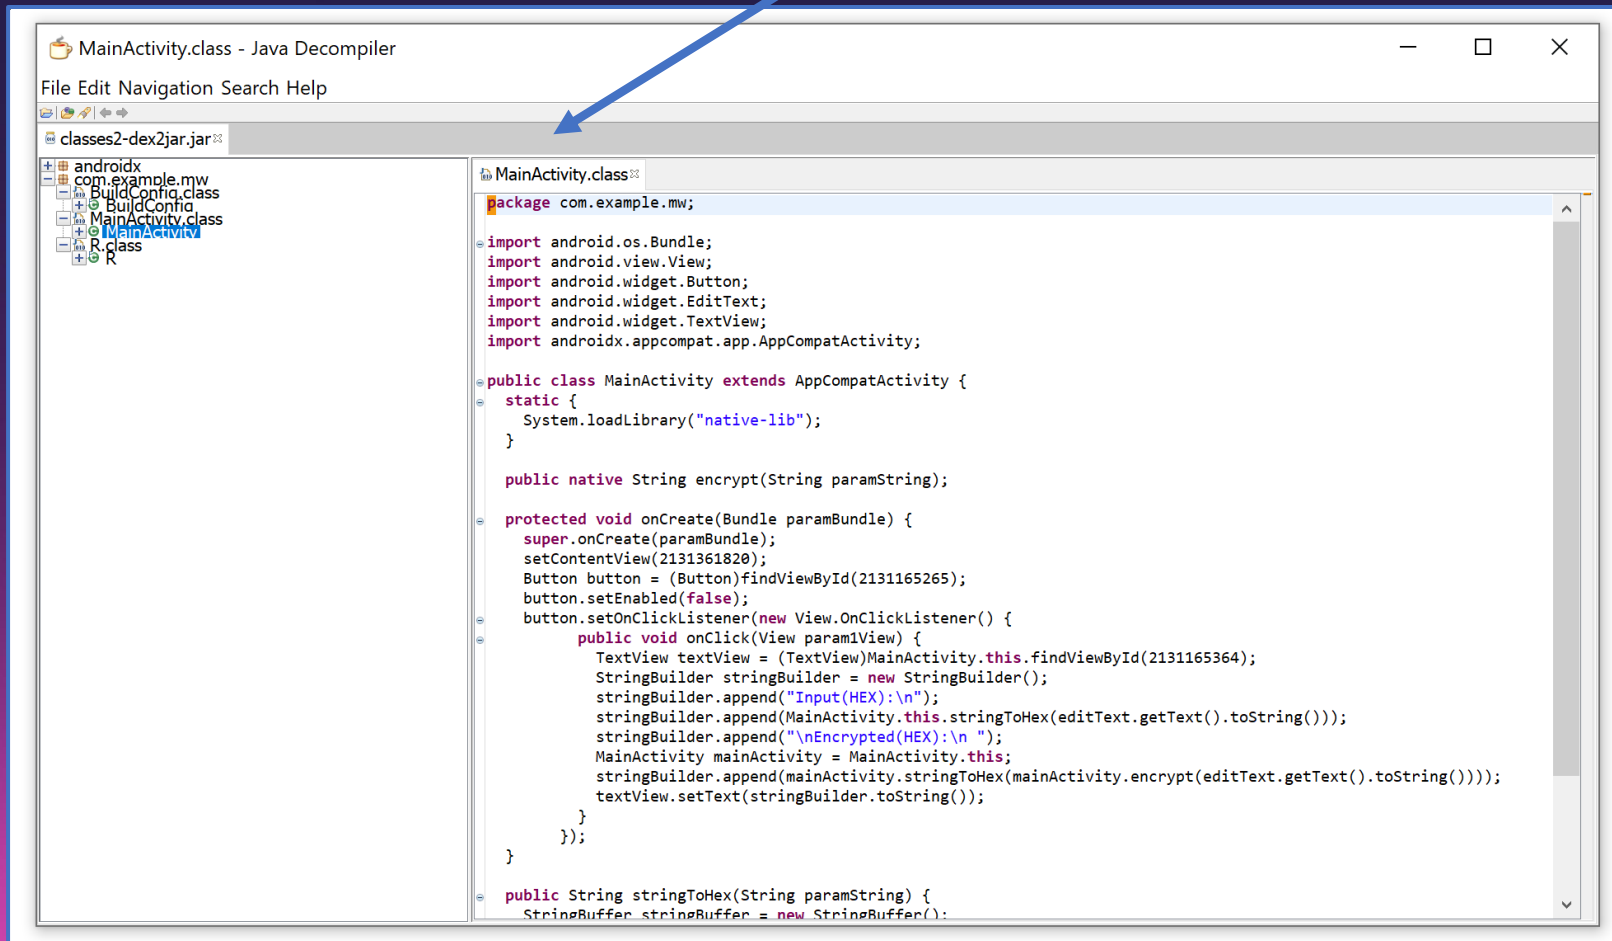 MainActivity.class - Java Decompiler
File Edit Navigation Search Help
classes2-dex2jar.jar
androidx
com.example.mw
BuildConfig.class
BuildConfig
MainActivity.class
MainActivity
R.class
R
MainActivity.class
package com.example.mw;
import android.os.Bundle;
import android.view.View;
import android.widget.Button;
import android.widget.EditText;
import android.widget.TextView;
import androidx.appcompat.app.AppCompatActivity;
public class MainActivity extends AppCompatActivity {
static {
System.loadLibrary("native-lib");
}
public native String encrypt(String paramString);
protected void onCreate(Bundle paramBundle) {
super.onCreate(paramBundle);
setContentView(2131361820);
Button button = (Button)findViewById(2131165265);
button.setEnabled(false);
button.setOnClickListener(new View.OnClickListener() {
public void onClick(View param1View) {
TextView textView = (TextView)MainActivity.this.findViewById(2131165364);
StringBuilder stringBuilder = new StringBuilder();
stringBuilder.append("Input(HEX):\n");
stringBuilder.append(MainActivity.this.stringToHex(editText.getText().toString()));
stringBuilder.append("\nEncrypted(HEX):\n ");
MainActivity mainActivity = MainActivity.this;
stringBuilder.append(mainActivity.stringToHex(mainActivity.encrypt(editText.getText().toString())));
textView.setText(stringBuilder.toString());
}
});
}
public String stringToHex(String paramString) {
StringBuffer stringBuffer = new StringBuffer();